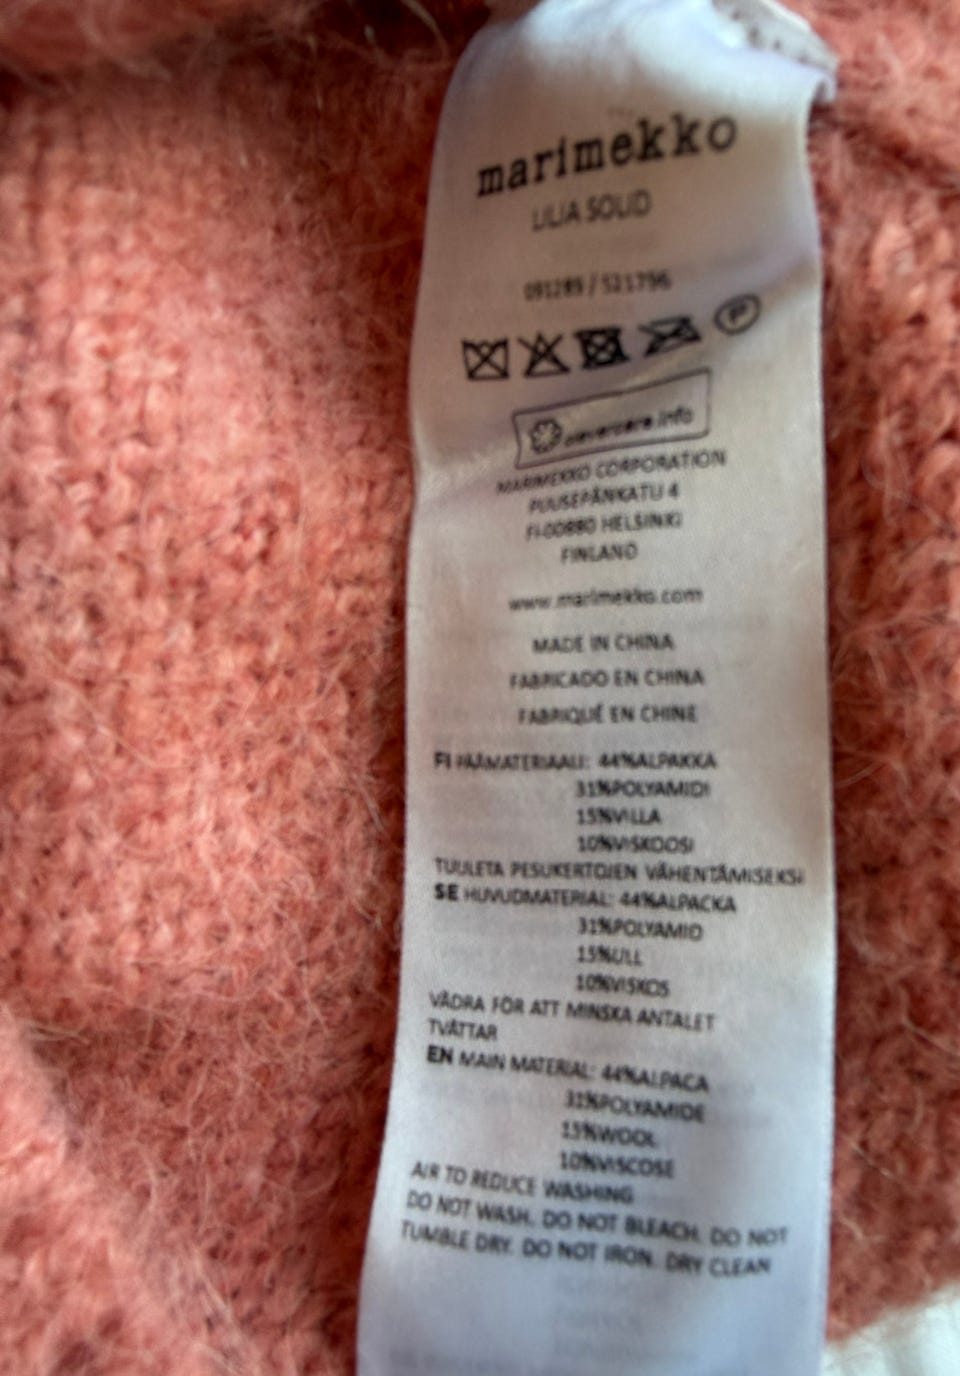 marimekko
LILJA SOLID
091289 / 521796
P
clevercare.info
MARIMEKKO CORPORATION
PUUSEPÄNKATU 4
FI-00880 HELSINKI
FINLAND
www.marimekko.com
MADE IN CHINA
FABRICADO EN CHINA
FABRIQUÉ EN CHINE
FI PÄÄMATERIAALI: 44%ALPAKKA
31%POLYAMIDI
15%VILLA
10%VISKOOSI
TUULETA PESUKERTOJEN VÄHENTÄMISEKSI
SE HUVUDMATERIAL: 44%ALPACKA
31%POLYAMID
15%ULL
10%VISKOS
VÄDRA FÖR ATT MINSKA ANTALET
TVÄTTAR
EN MAIN MATERIAL: 44%ALPACA
31%POLYAMIDE
15%WOOL
10%VISCOSE
AIR TO REDUCE WASHING
DO NOT WASH. DO NOT BLEACH. DO NOT
TUMBLE DRY. DO NOT IRON. DRY CLEAN